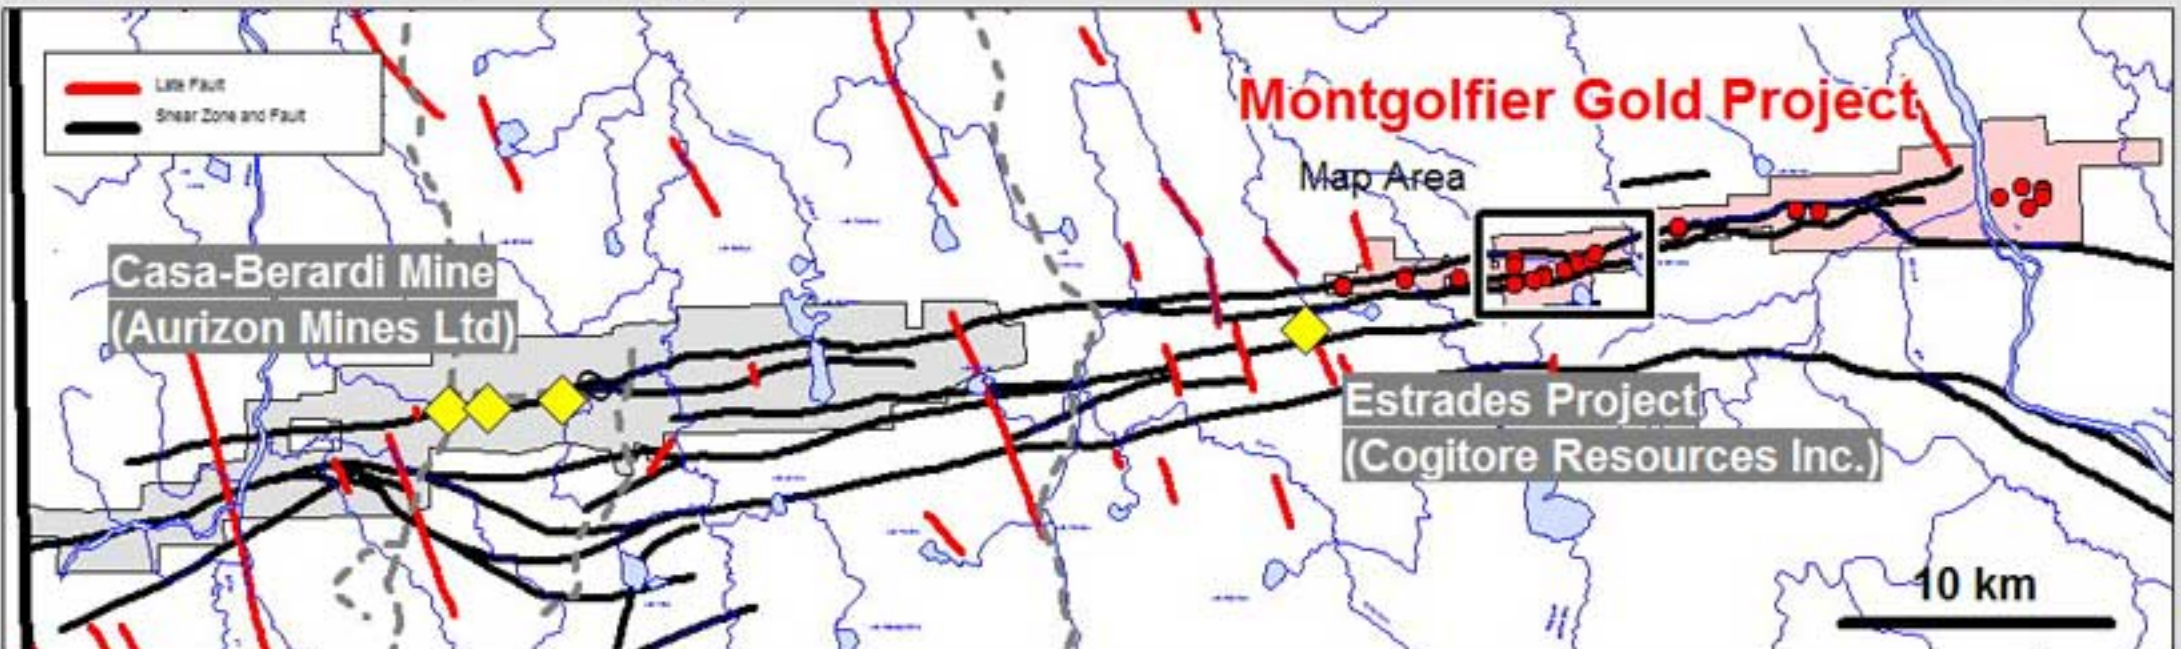 Late Fault
Shear Zone and Fault
Montgolfier Gold Project
Map Area
Casa-Berardi Mine
(Aurizon Mines Ltd)
Estrades Project
(Cogitore Resources Inc.)
10 km